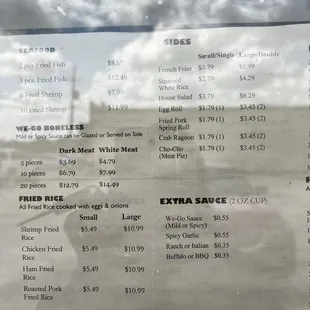 SEAFOOD
2 pcs Fried Fish
3 pcs Fried Fish $12.49
6 Fried Shrimp $7.99
10 Fried Shrimp $11.99
WE-GO BONELESS
Mild or Spicy Sauce can be Glazed or Served on Side
Dark Meat White Meat
5 pieces $3.69 $4.79
10 pieces $6.79 $7.99
20 pieces $12.79 $14.49
FRIED RICE
All Fried Rice cooked with eggs & onions
Small Large
Shrimp Fried Rice $5.49 $10.99
Chicken Fried Rice $5.49 $10.99
Ham Fried Rice $5.49 $10.99
Roasted Pork Fried Rice $5.49 $10.99
SIDES
Small/Single Large/Double
French Fries $3.79 $5.99
Steamed White Rice $2.79 $4.29
House Salad $3.79 $6.29
Egg Roll $1.79 (1) $3.45 (2)
Fried Pork Spring Roll $1.79 (1) $3.45 (2)
Crab Ragoon $1.79 (1) $3.45 (2)
Cho-Cho (Meat Pie) $1.79 (1) $3.45 (2)
EXTRA SAUCE (2 OZ CUP)
We-Go Sauce (Mild or Spicy) $0.55
Spicy Garlic $0.55
Ranch or Italian $0.35
Buffalo or BBQ $0.35